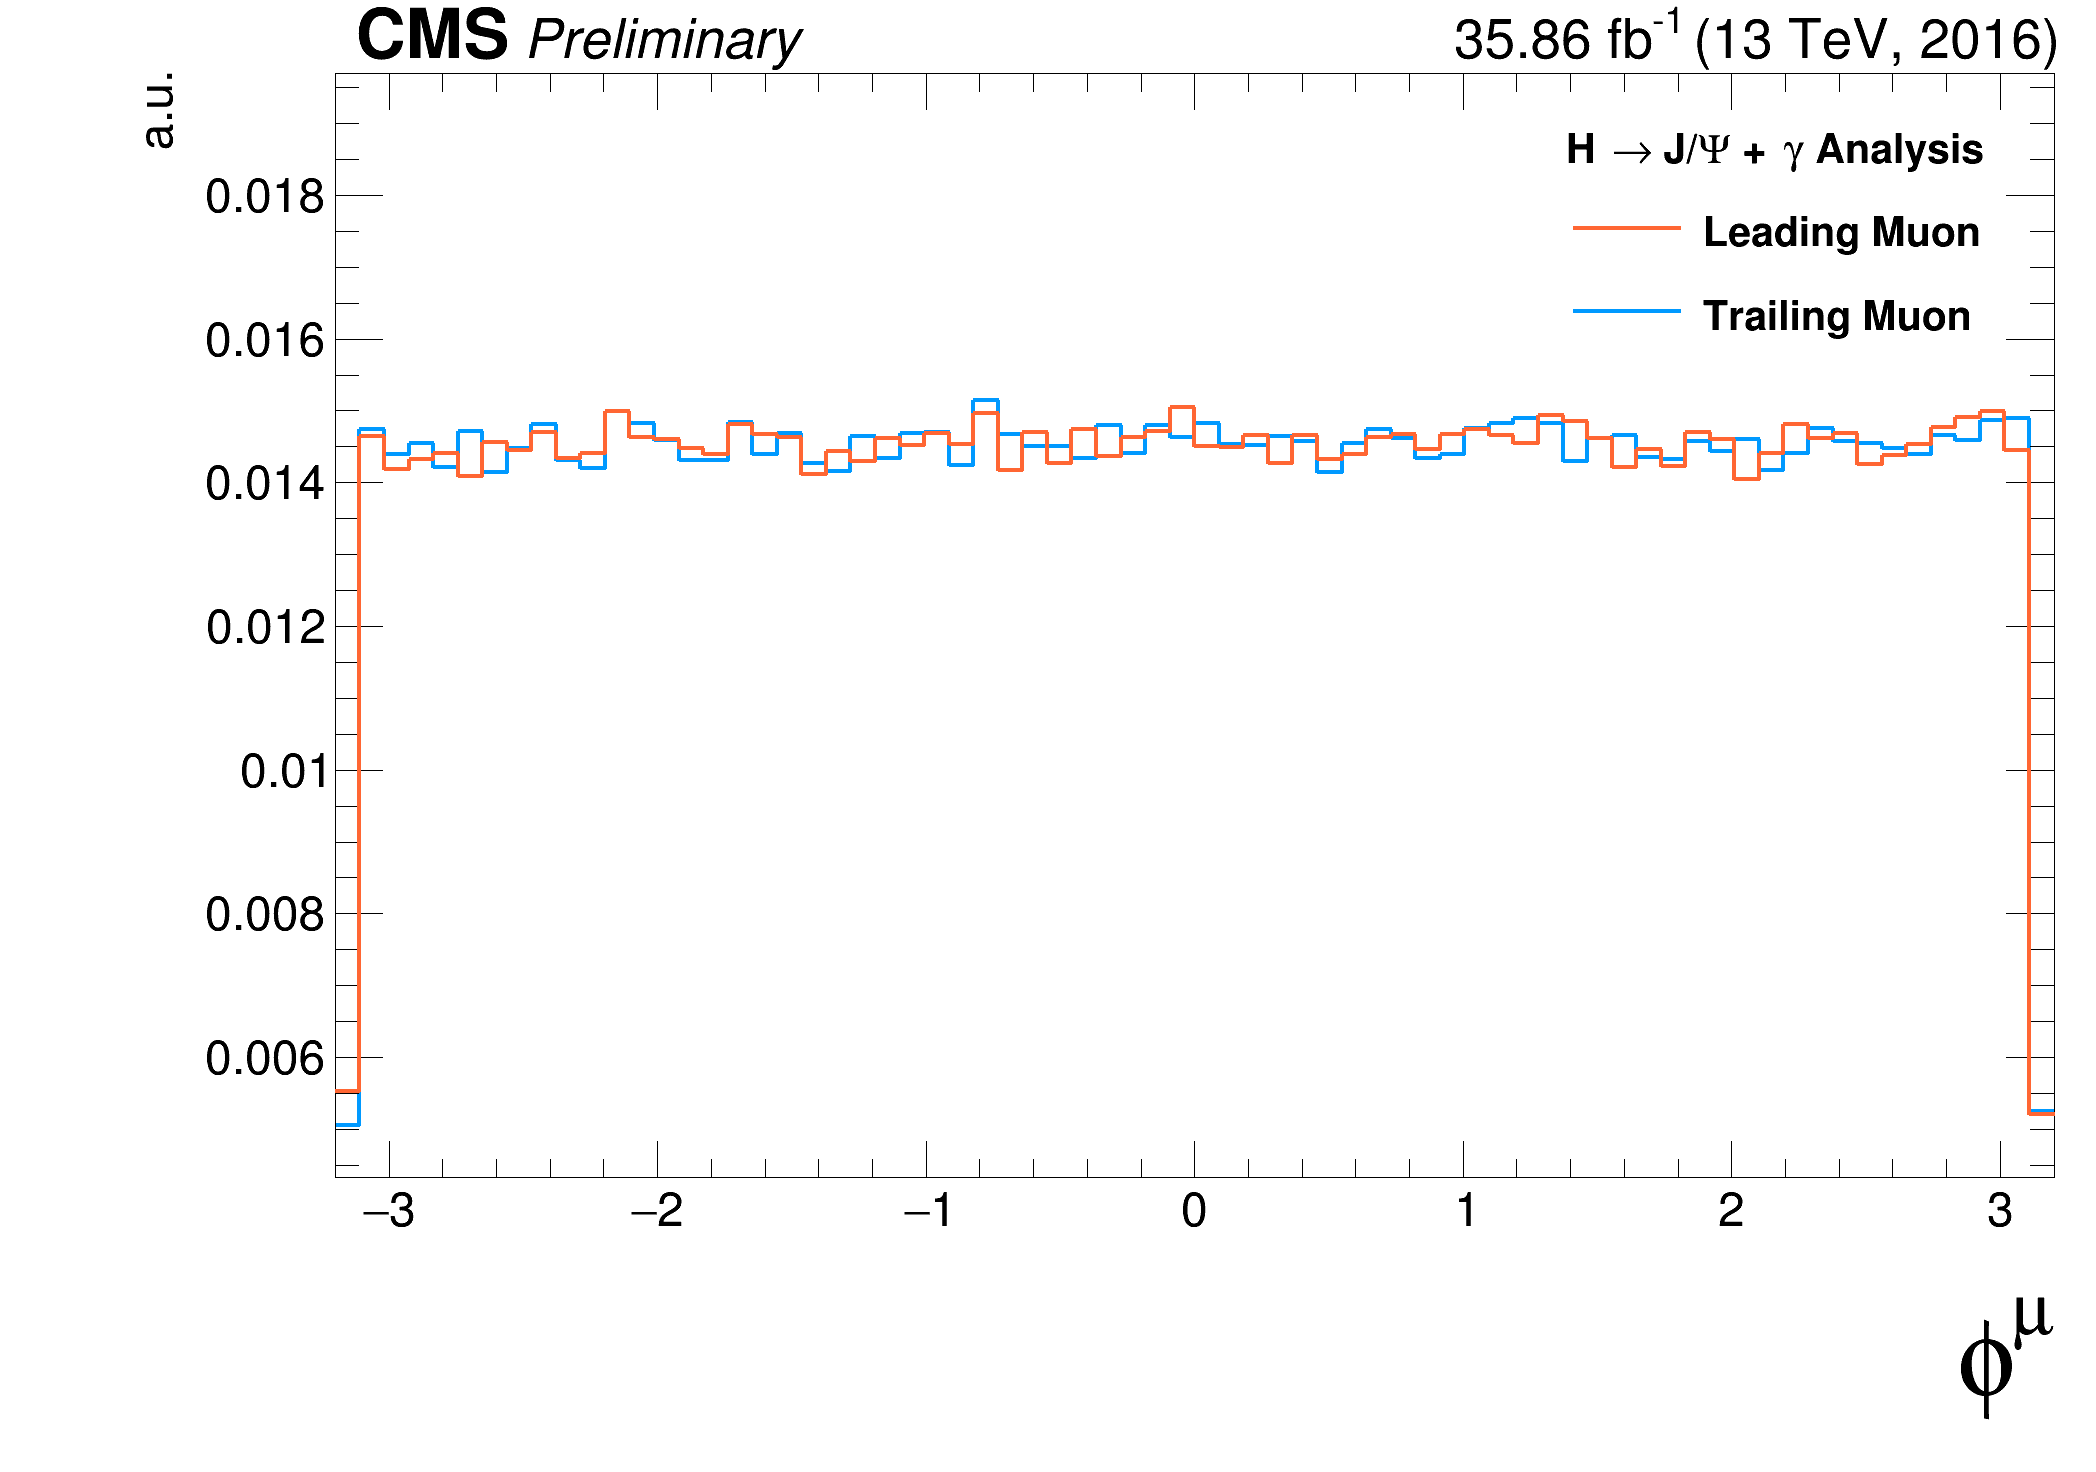 CMS Preliminary
35.86 fb-1 (13 TeV, 2016)
a.u.
H → J/Ψ + γ Analysis
Leading Muon
Trailing Muon
0.018
0.016
0.014
0.012
0.01
0.008
0.006
−3 −2 −1 0 1 2 3
ϕμ